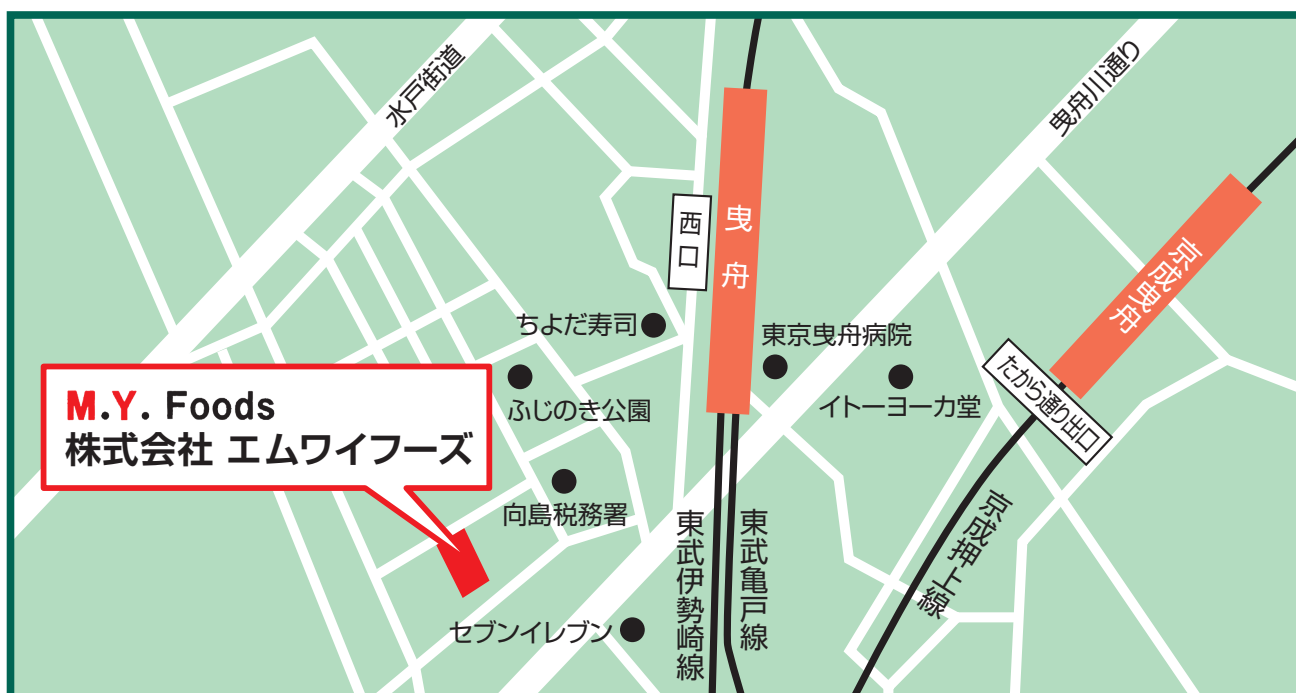 水戸街道
曳舟川通り
西口
曳舟
京成曳舟
ちよだ寿司
東京曳舟病院
たから通り出口
ふじのき公園
イトーヨーカ堂
M.Y. Foods
株式会社 エムワイフーズ
向島税務署
東武伊勢崎線
東武亀戸線
京成押上線
セブンイレブン